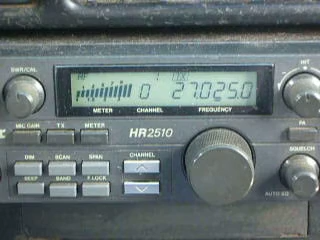 SWR/CAL
RF
0 27.025.0
METER CHANNEL FREQUENCY
MIC GAIN TX METER
HR2510
PA
DIM SCAN SPAN
CHANNEL
SQUELCH
BEEP BAND F.LOCK
AUTO SQ